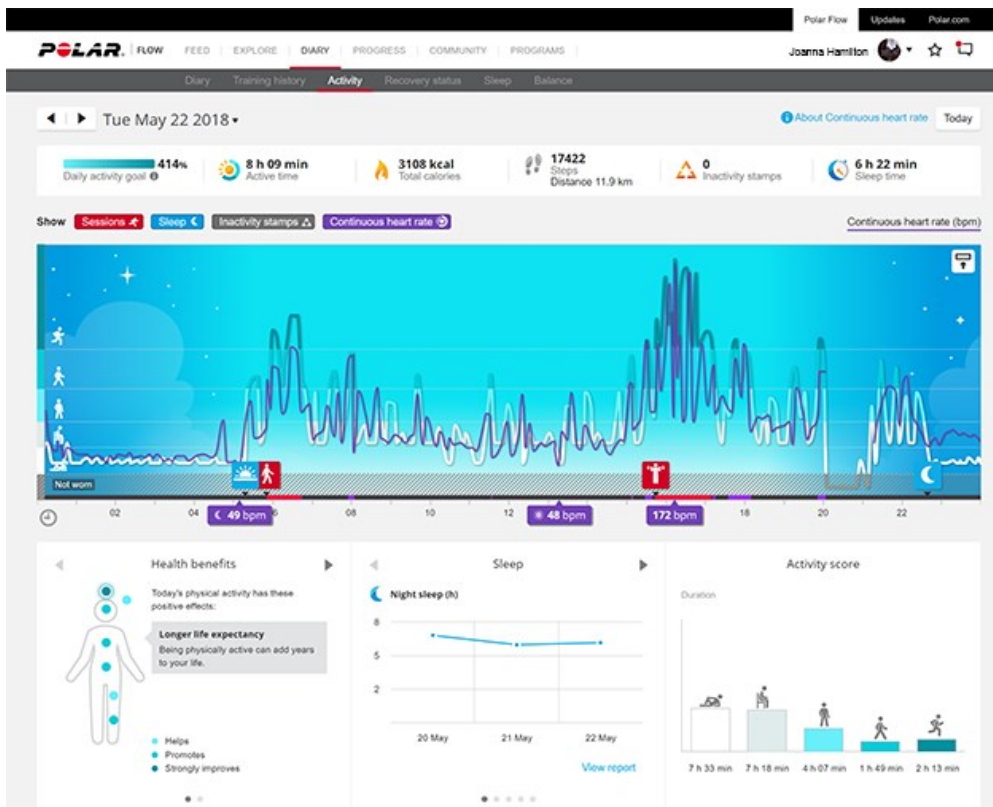 Polar Flow Updates Polar.com
POLAR. FLOW FEED EXPLORE DIARY PROGRESS COMMUNITY PROGRAMS Joanna Hamilton
Diary Training history Activity Recovery status Sleep Balance
Tue May 22 2018 About Continuous heart rate Today
414% 8 h 09 min 3108 kcal 17422 0 6 h 22 min
Daily activity goal Active time Total calories Steps Inactivity stamps Sleep time
Distance 11.9 km
Show Sessions Sleep Inactivity stamps Continuous heart rate Continuous heart rate (bpm)
Not worn
02 04 6 08 10 12 18 20 22
49 bpm 48 bpm 172 bpm
Health benefits Sleep Activity score
Today's physical activity has these
positive effects:
Longer life expectancy
Being physically active can add years
to your life.
Helps
Promotes
Strongly improves
Night sleep (h)
8
5
2
20 May 21 May 22 May
View report
Duration
7 h 33 min 7 h 18 min 4 h 07 min 1 h 49 min 2 h 13 min